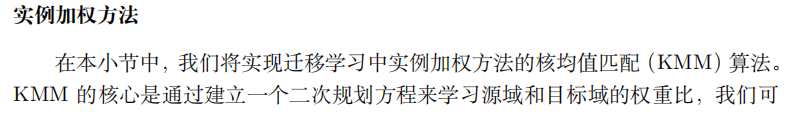 实例加权方法
在本小节中，我们将实现迁移学习中实例加权方法的核均值匹配（KMM）算法。
KMM 的核心是通过建立一个二次规划方程来学习源域和目标域的权重比，我们可